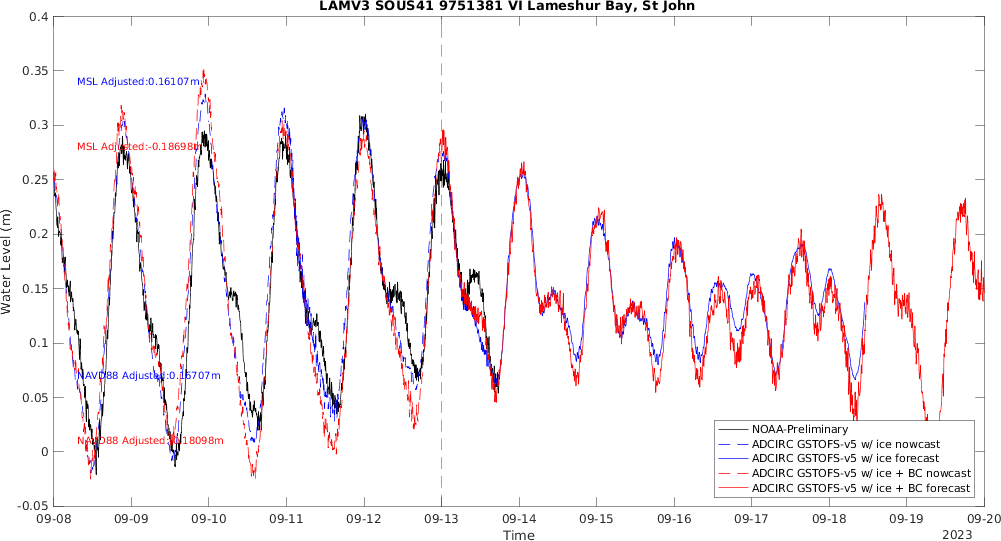 LAMV3 SOUS41 9751381 VI Lameshur Bay, St John
0.4
0.35
0.3
0.25
0.2
0.15
0.1
0.05
0
-0.05
Water Level (m)
MSL Adjusted:0.16107m
MSL Adjusted:-0.18698m
NAVD88 Adjusted:0.16707m
NAVD88 Adjusted:-0.18098m
NOAA-Preliminary
ADCIRC GSTOFS-v5 w/ ice nowcast
ADCIRC GSTOFS-v5 w/ ice forecast
ADCIRC GSTOFS-v5 w/ ice + BC nowcast
ADCIRC GSTOFS-v5 w/ ice + BC forecast
09-08 09-09 09-10 09-11 09-12 09-13 09-14 09-15 09-16 09-17 09-18 09-19 09-20
Time
2023